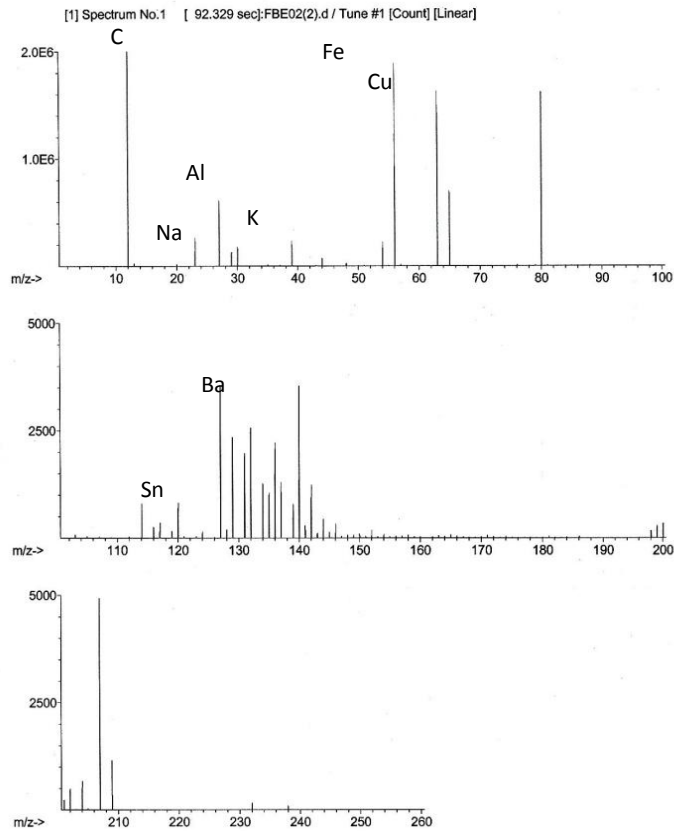 [1] Spectrum No.1 [ 92.329 sec]:FBE02(2).d / Tune #1 [Count] [Linear]
C
Fe
2.0E6
Cu
1.0E6
Al
K
Na
m/z-> 10 20 30 40 50 60 70 80 90 100
5000
Ba
2500
Sn
m/z-> 110 120 130 140 150 160 170 180 190 200
5000
2500
m/z-> 210 220 230 240 250 260